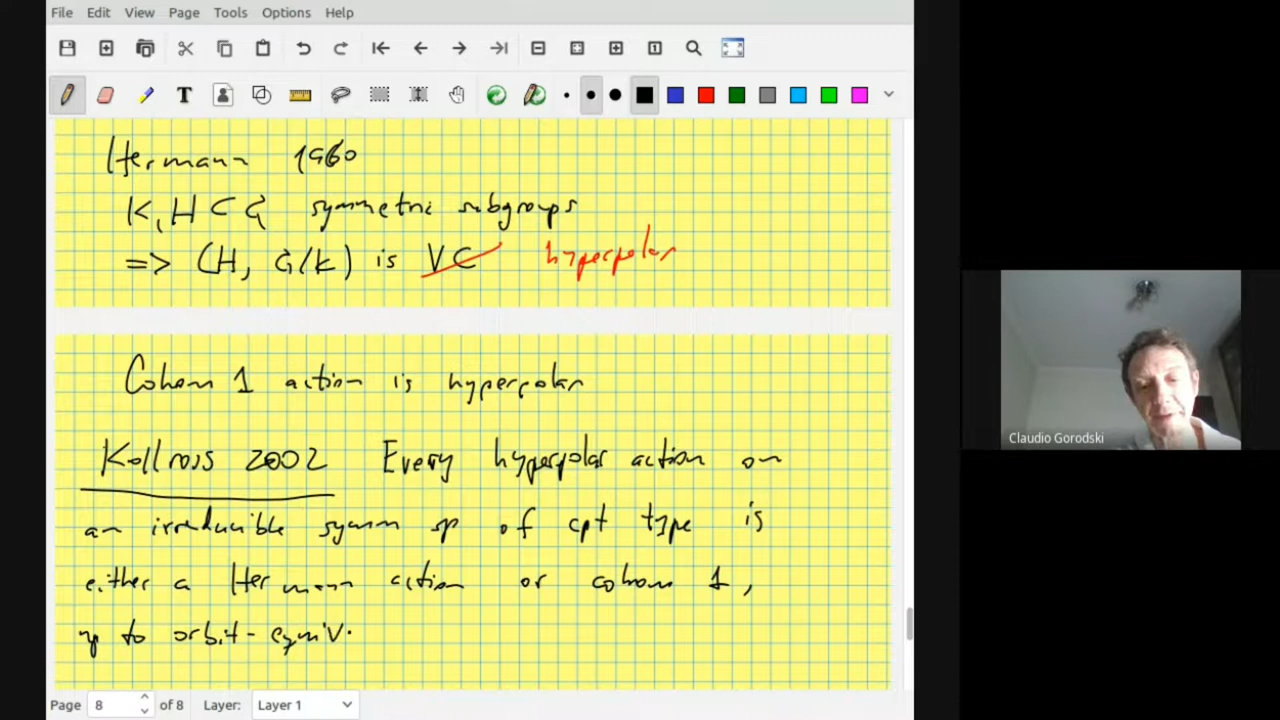 File Edit View Page Tools Options Help
Hermann 1960
K, H ⊂ G symmetric subgroups
=> (H, G/K) is VC hyperpolar
Cohom 1 action is hyperpolar
Kollross 2002 Every hyperpolar action on
an irreducible symm sp of cpt type is
either a Hermann action or cohom 1,
up to orbit-equiv.
Claudio Gorodski
Page 8 of 8 Layer: Layer 1